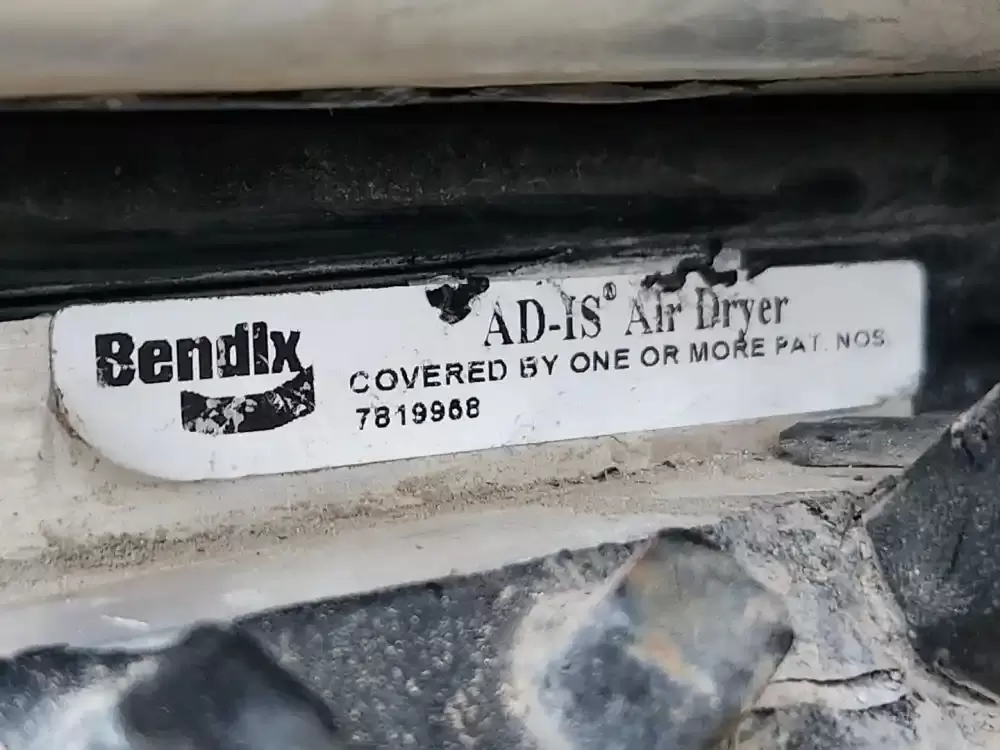 Bendix
AD-IS® Air Dryer
COVERED BY ONE OR MORE PAT. NOS.
7819968